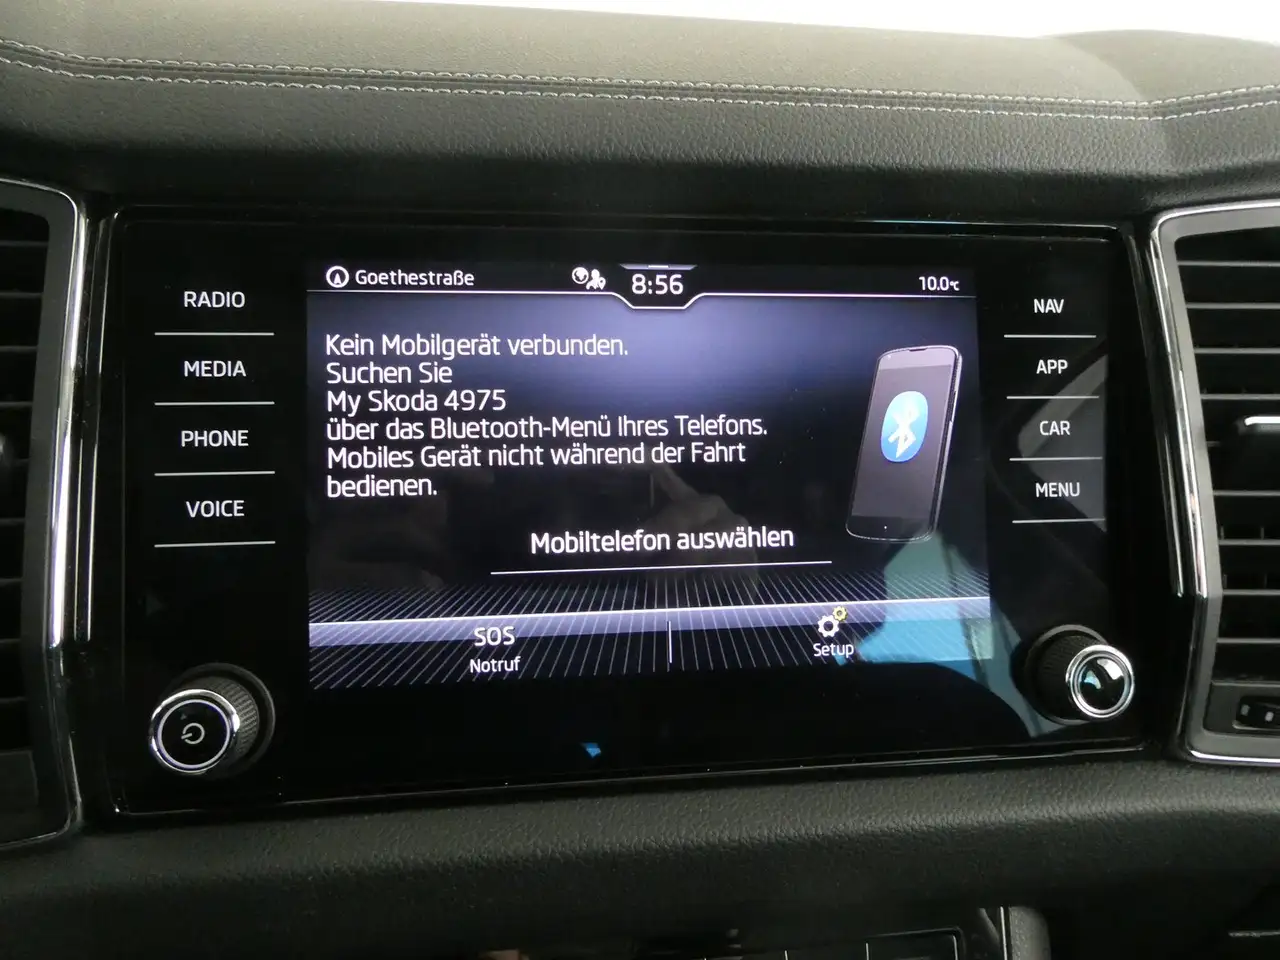 Goethestraße 8:56 10.0°C
RADIO
MEDIA
PHONE
VOICE
Kein Mobilgerät verbunden.
Suchen Sie
My Skoda 4975
über das Bluetooth-Menü Ihres Telefons.
Mobiles Gerät nicht während der Fahrt
bedienen.
Mobiltelefon auswählen
SOS
Notruf
Setup
NAV
APP
CAR
MENU